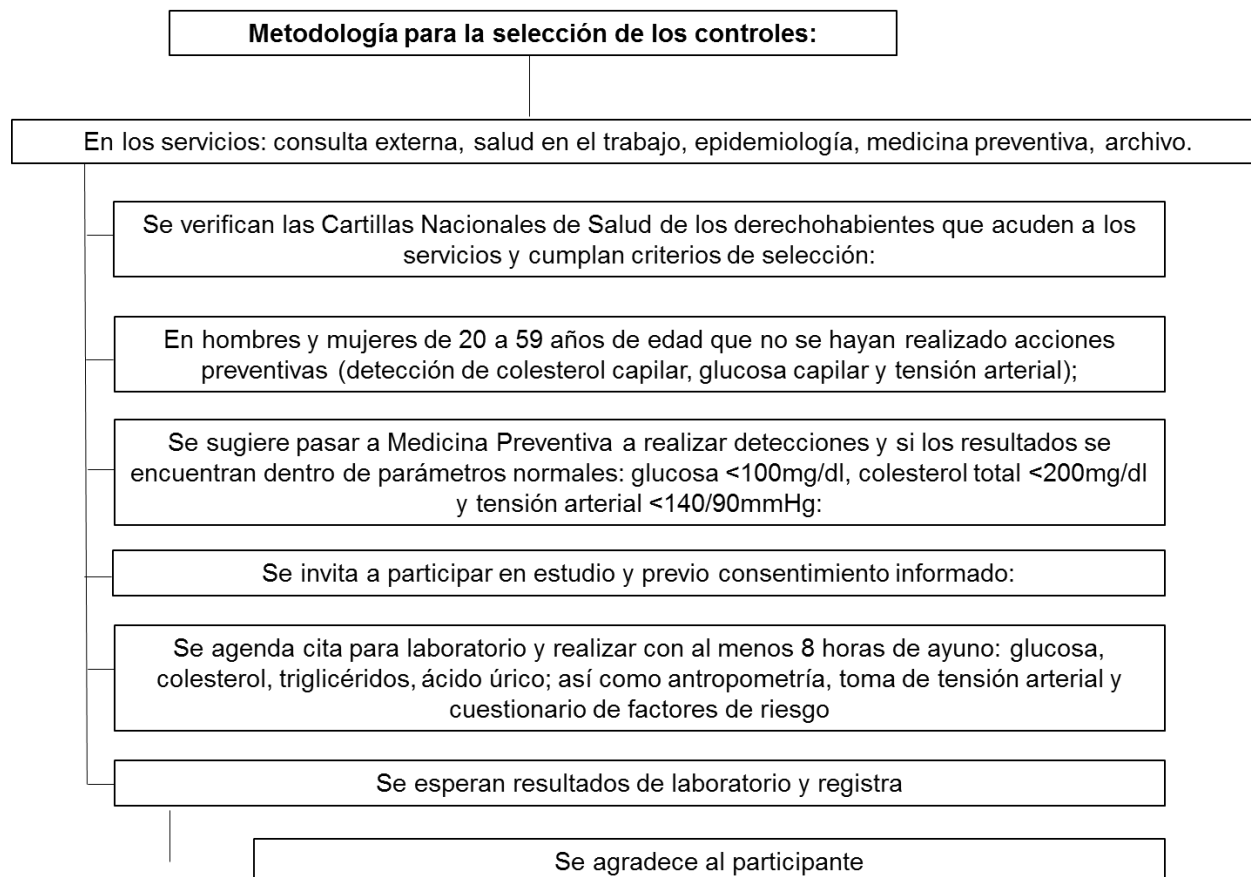 Metodología para la selección de los controles:
En los servicios: consulta externa, salud en el trabajo, epidemiología, medicina preventiva, archivo.
Se verifican las Cartillas Nacionales de Salud de los derechohabientes que acuden a los
servicios y cumplan criterios de selección:
En hombres y mujeres de 20 a 59 años de edad que no se hayan realizado acciones
preventivas (detección de colesterol capilar, glucosa capilar y tensión arterial);
Se sugiere pasar a Medicina Preventiva a realizar detecciones y si los resultados se
encuentran dentro de parámetros normales: glucosa <100mg/dl, colesterol total <200mg/dl
y tensión arterial <140/90mmHg:
Se invita a participar en estudio y previo consentimiento informado:
Se agenda cita para laboratorio y realizar con al menos 8 horas de ayuno: glucosa,
colesterol, triglicéridos, ácido úrico; así como antropometría, toma de tensión arterial y
cuestionario de factores de riesgo
Se esperan resultados de laboratorio y registra
Se agradece al participante